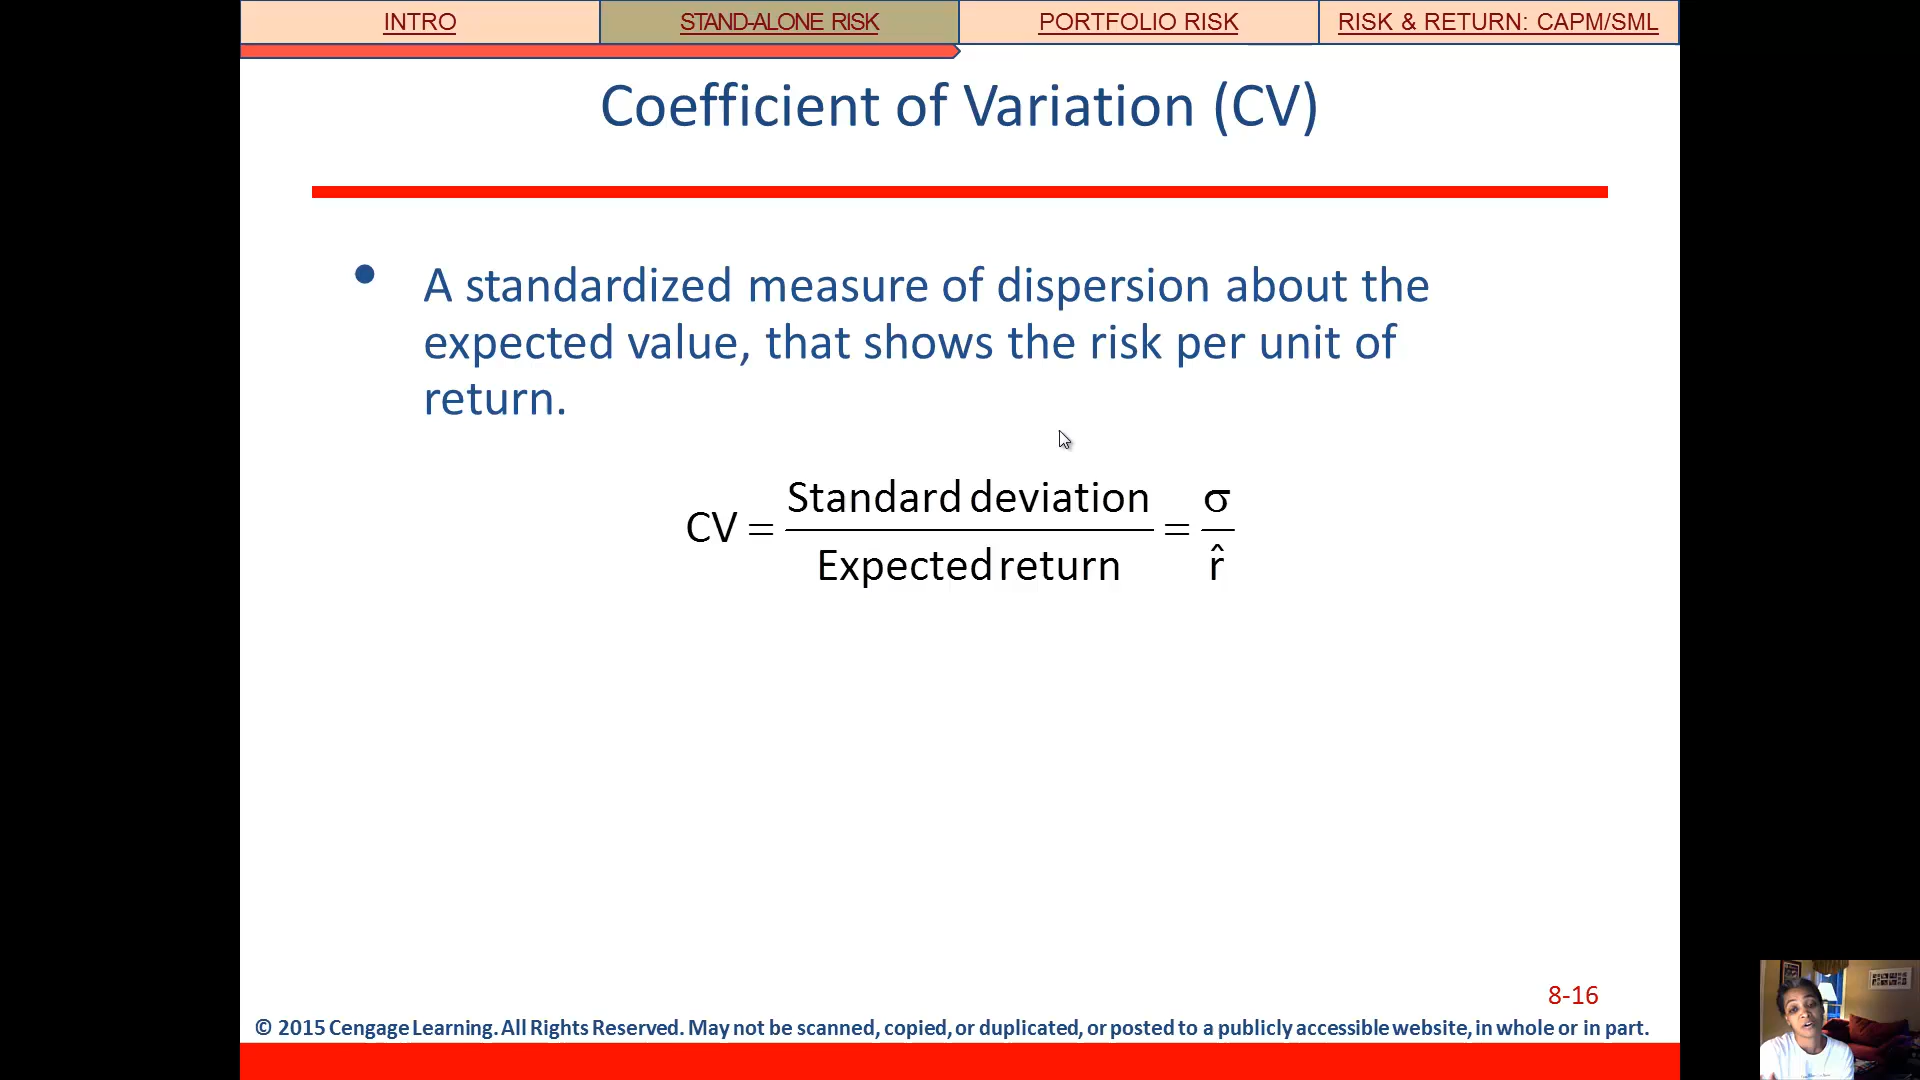 INTRO
STAND-ALONE RISK
PORTFOLIO RISK
RISK & RETURN: CAPM/SML
Coefficient of Variation (CV)
• A standardized measure of dispersion about the
expected value, that shows the risk per unit of
return.
CV = Standard deviation / Expected return = σ / r̂
8-16
© 2015 Cengage Learning. All Rights Reserved. May not be scanned, copied, or duplicated, or posted to a publicly accessible website, in whole or in part.